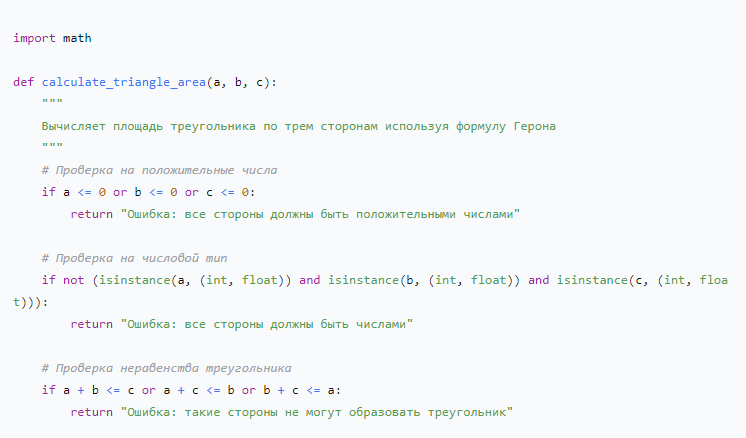 import math
def calculate_triangle_area(a, b, c):
"""
Вычисляет площадь треугольника по трем сторонам используя формулу Герона
"""
# Проверка на положительные числа
if a <= 0 or b <= 0 or c <= 0:
return "Ошибка: все стороны должны быть положительными числами"
# Проверка на числовой тип
if not (isinstance(a, (int, float)) and isinstance(b, (int, float)) and isinstance(c, (int, floa
t))):
return "Ошибка: все стороны должны быть числами"
# Проверка неравенства треугольника
if a + b <= c or a + c <= b or b + c <= a:
return "Ошибка: такие стороны не могут образовать треугольник"